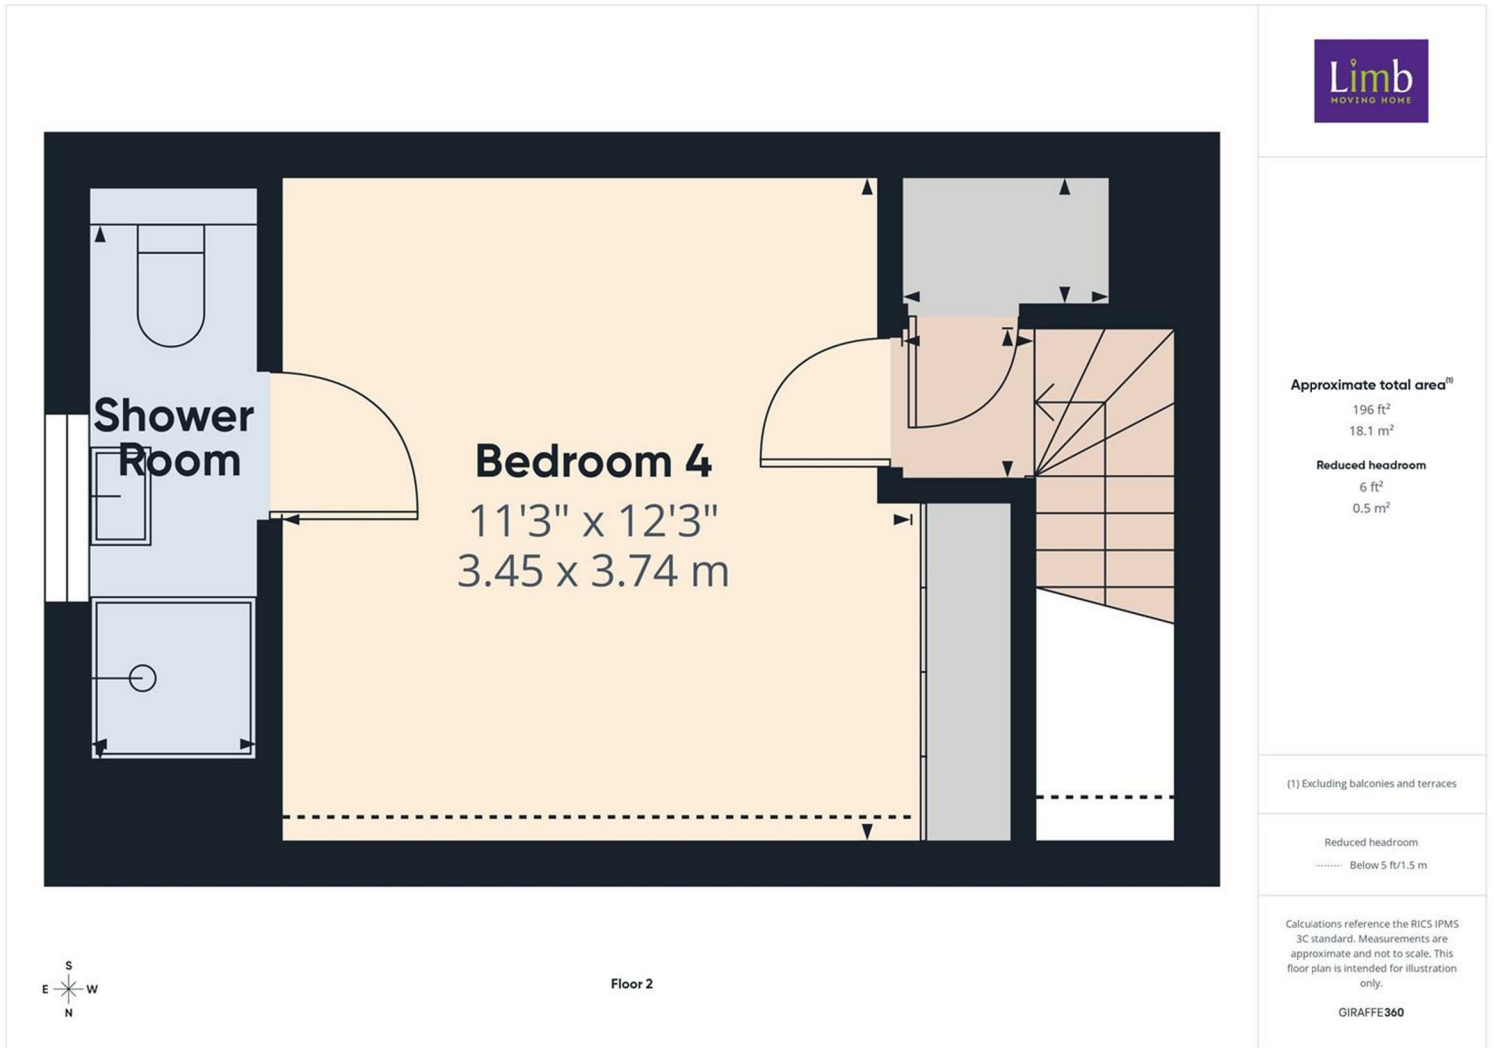 Limb
MOVING HOME
Shower
Room
Bedroom 4
11'3" x 12'3"
3.45 x 3.74 m
Approximate total area(1)
196 ft²
18.1 m²
Reduced headroom
6 ft²
0.5 m²
(1) Excluding balconies and terraces
Reduced headroom
Below 5 ft/1.5 m
Calculations reference the RICS IPMS
3C standard. Measurements are
approximate and not to scale. This
floor plan is intended for illustration
only.
GIRAFFE360
S
E W
N
Floor 2